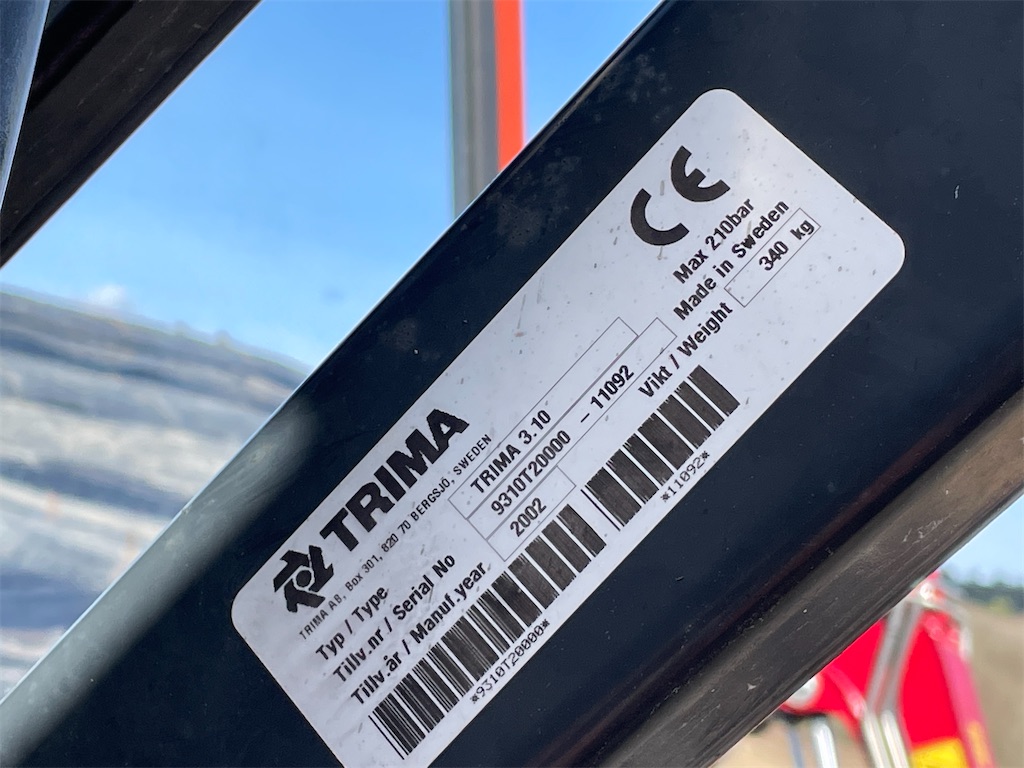 TRIMA
TRIMA AB, Box 301, 820 70 BERGSJÖ, SWEDEN
Typ / Type TRIMA 3.10
Tillv.nr / Serial No 9310T20000 - 11092
Tillv.år / Manuf.year 2002
CE
Max 210bar
Made in Sweden
Vikt / Weight 340 kg
*9310T20000*
*11092*